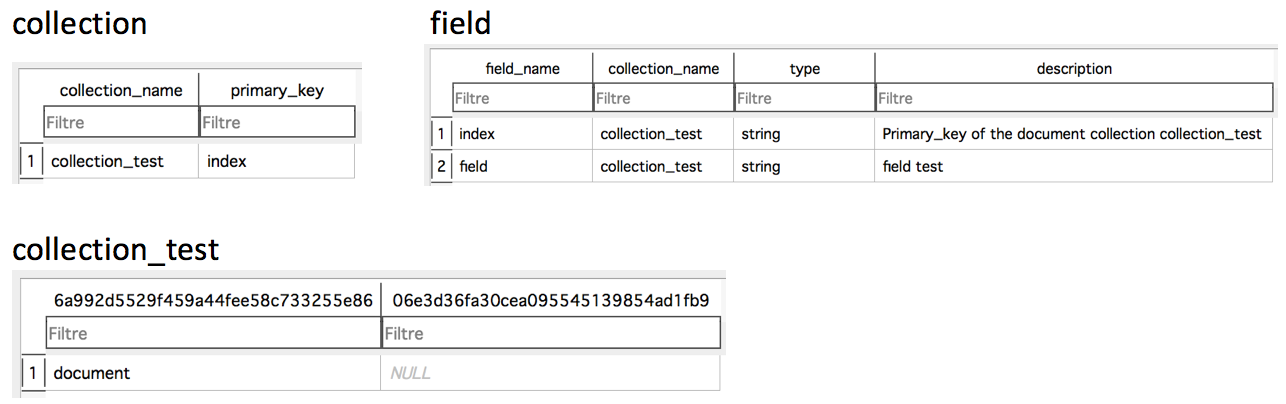 collection
field
collection_name primary_key
Filtre Filtre
1 collection_test index
field_name collection_name type description
Filtre Filtre Filtre Filtre
1 index collection_test string Primary_key of the document collection collection_test
2 field collection_test string field test
collection_test
6a992d5529f459a44fee58c733255e86 06e3d36fa30cea095545139854ad1fb9
Filtre Filtre
1 document NULL